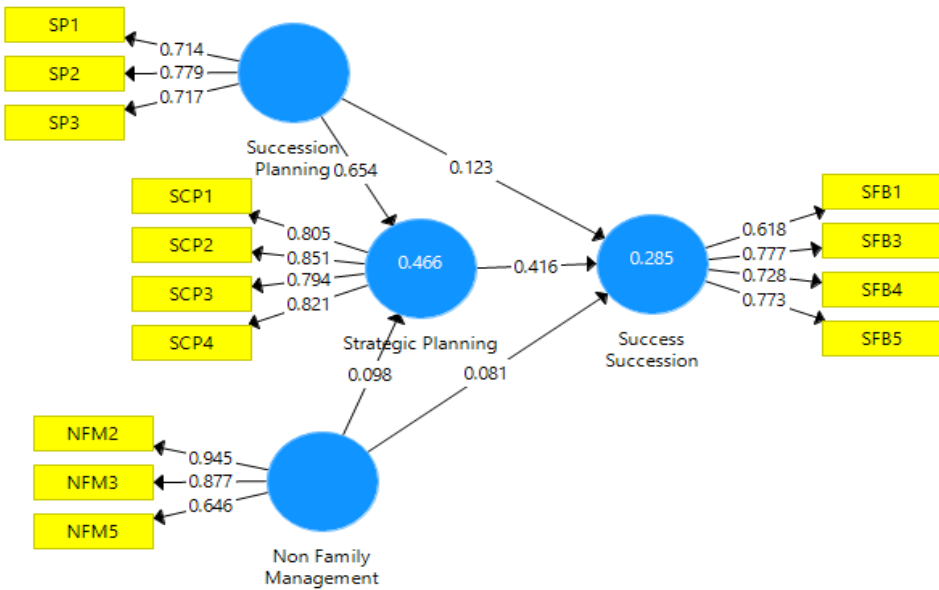 SP1
0.714
SP2
0.779
SP3
0.717
Succession
Planning
0.654
0.123
SCP1
0.805
SCP2
0.851
SCP3
0.794
SCP4
0.821
0.466
Strategic Planning
0.416
0.285
Success
Succession
SFB1
0.618
SFB3
0.777
SFB4
0.728
SFB5
0.773
0.098
0.081
NFM2
0.945
NFM3
0.877
NFM5
0.646
Non Family
Management